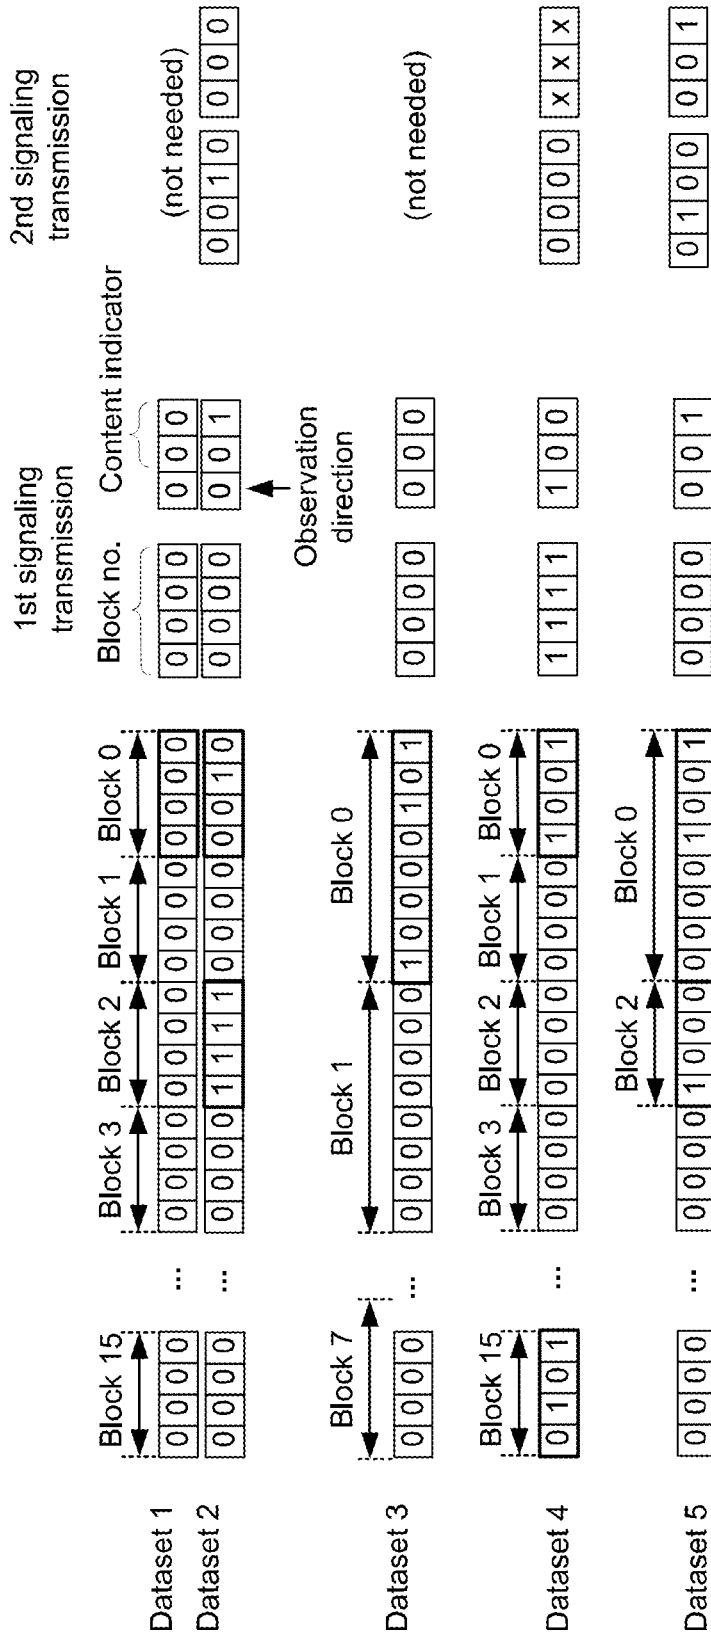 1st signaling transmission
2nd signaling transmission
Block 15 Block 3 Block 2 Block 1 Block 0 Block no. Content indicator
Dataset 1 0 0 0 0 ... 0 0 0 0 0 0 0 0 0 0 0 0 0 0 0 0 0 0 0 0 0 0 0 (not needed)
Dataset 2 0 0 0 0 ... 0 0 0 0 1 1 1 1 0 0 0 0 0 0 1 0 0 0 0 0 0 0 1 0 0 1 0 0 0 0
Observation direction
Block 7 Block 1 Block 0
Dataset 3 0 0 0 0 ... 0 0 0 0 0 0 0 0 1 0 0 0 0 1 0 1 0 0 0 0 0 0 0 (not needed)
Block 15 Block 3 Block 2 Block 1 Block 0
Dataset 4 0 1 0 1 ... 0 0 0 0 0 0 0 0 0 0 0 0 1 0 0 1 1 1 1 1 1 0 0 0 0 0 0 x x x
Block 2 Block 0
Dataset 5 0 0 0 0 ... 0 0 0 0 1 0 0 0 0 0 0 0 1 0 0 1 0 0 0 0 0 0 1 0 1 0 0 0 0 1